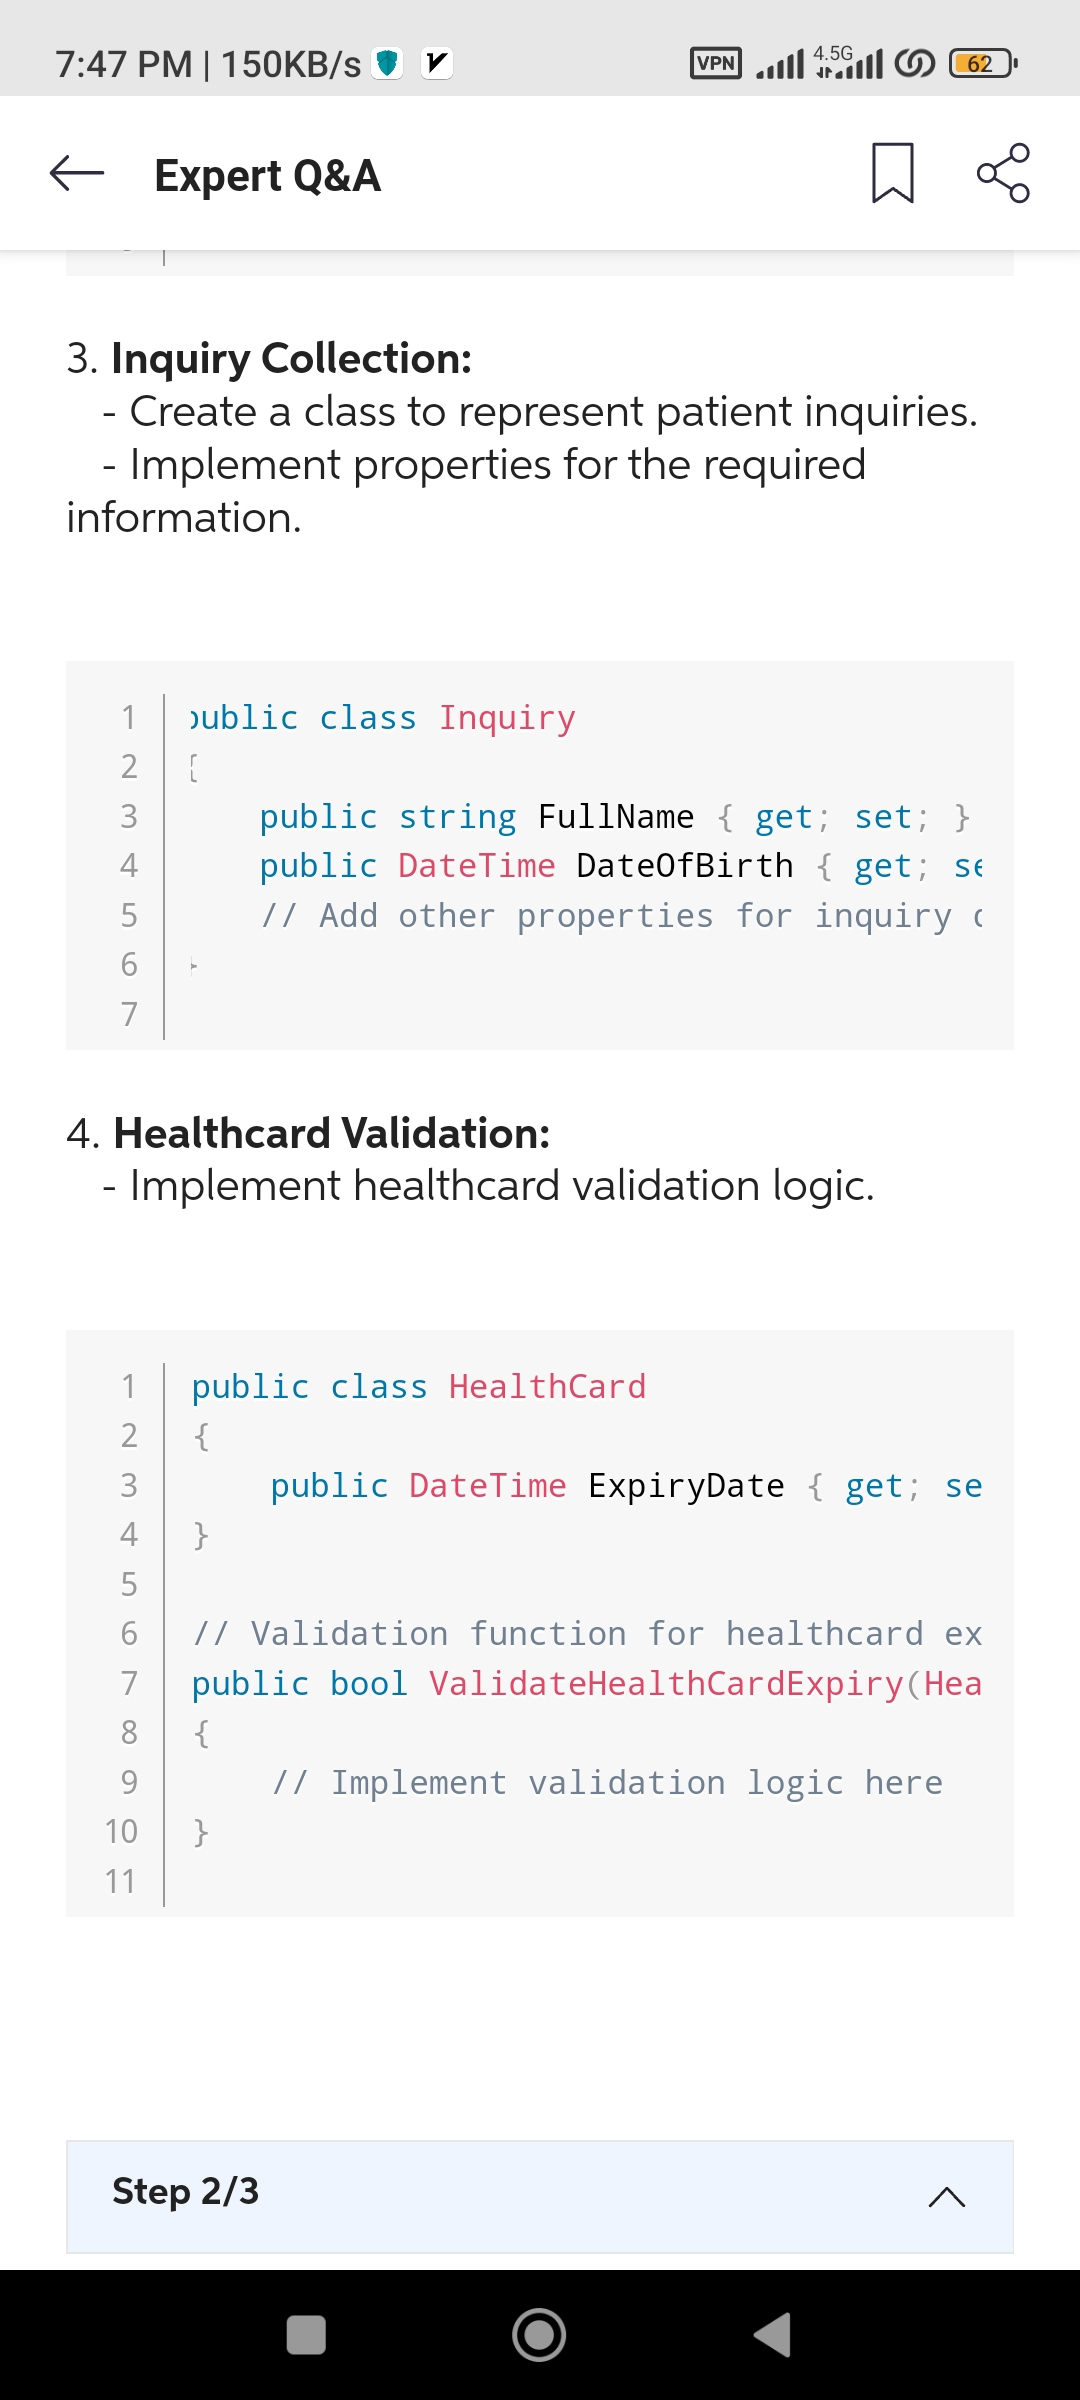 7:47 PM | 150KB/s
VPN 4.5G 62
Expert Q&A
3. Inquiry Collection:
- Create a class to represent patient inquiries.
- Implement properties for the required
information.
1 public class Inquiry
2 {
3 public string FullName { get; set; }
4 public DateTime DateOfBirth { get; se
5 // Add other properties for inquiry
6 }
7
4. Healthcard Validation:
- Implement healthcard validation logic.
1 public class HealthCard
2 {
3 public DateTime ExpiryDate { get; se
4 }
5
6 // Validation function for healthcard ex
7 public bool ValidateHealthCardExpiry(Hea
8 {
9 // Implement validation logic here
10 }
11
Step 2/3